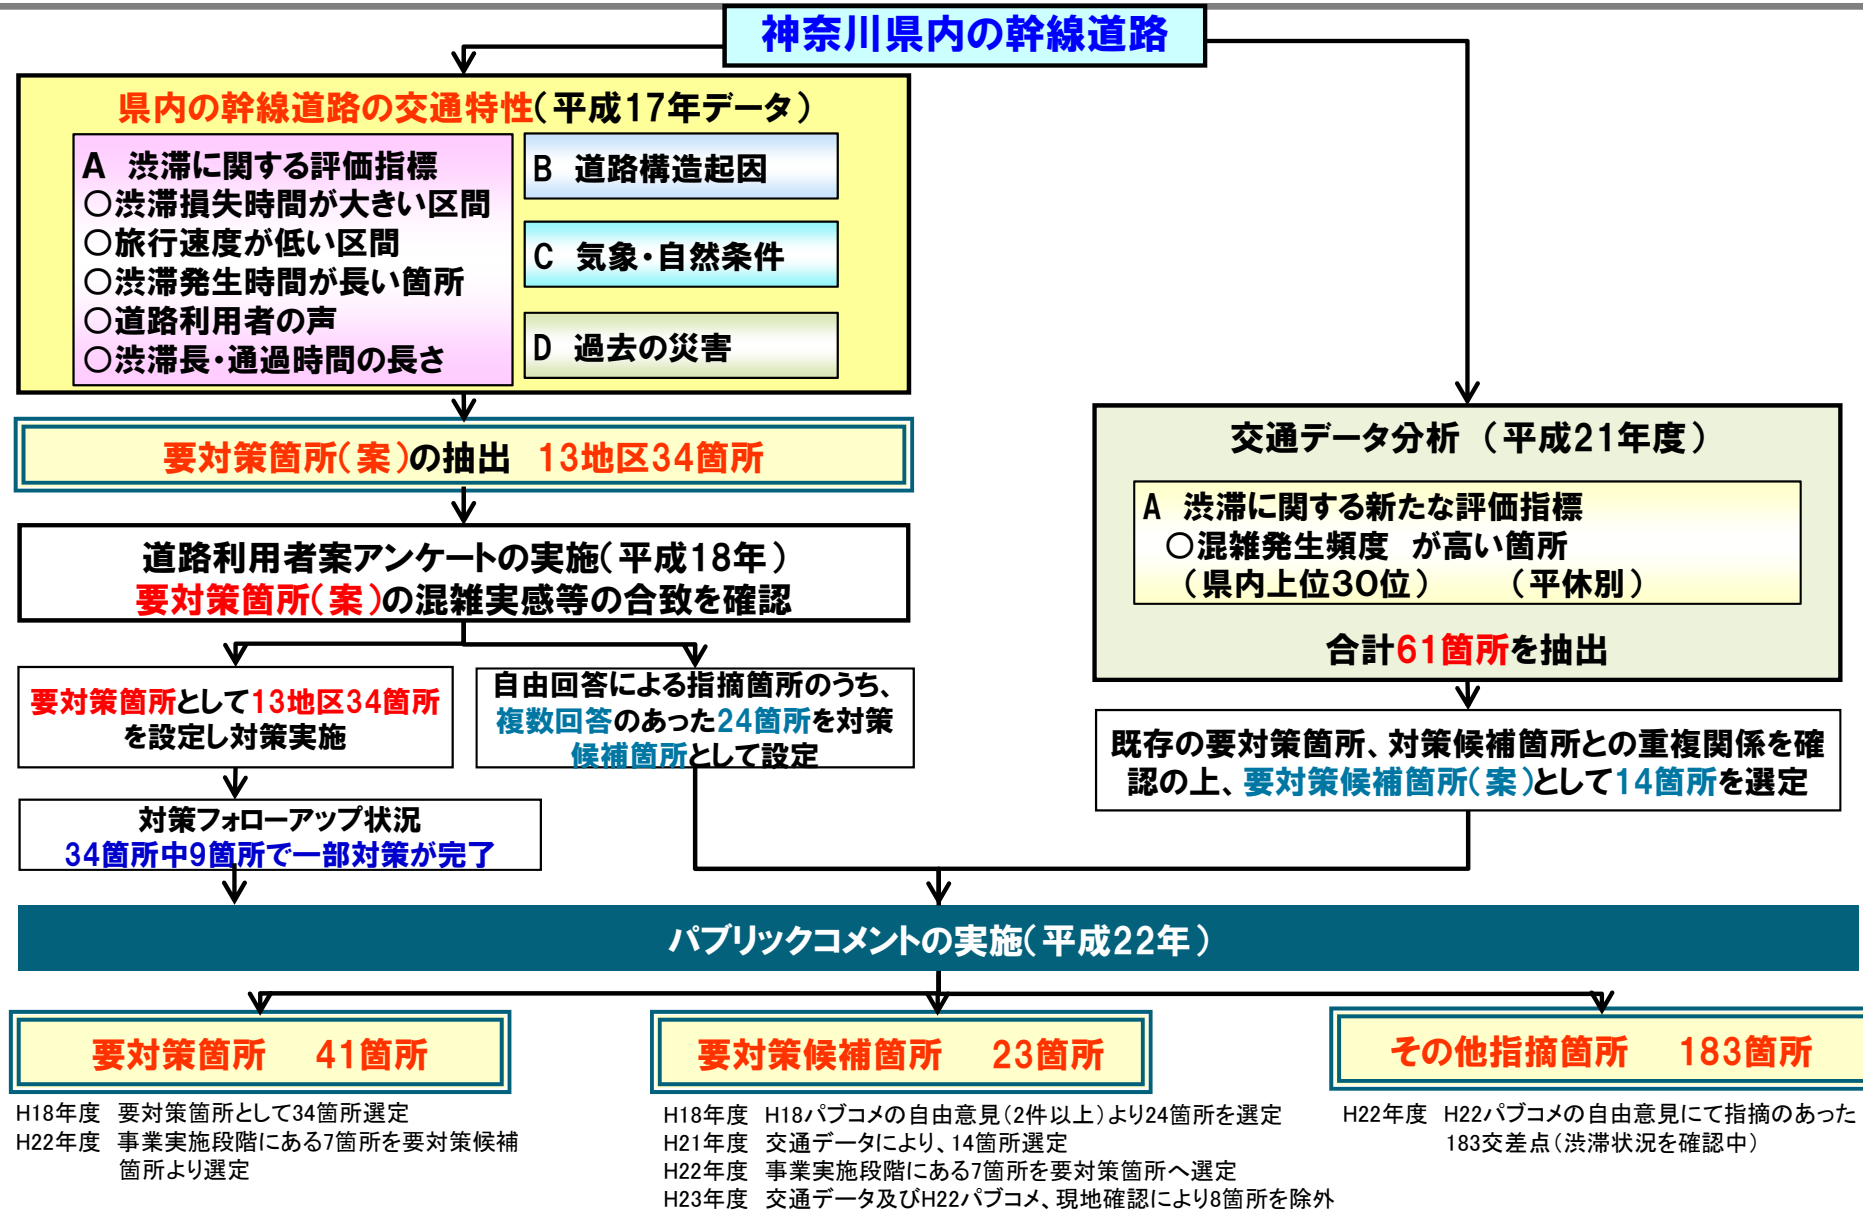 神奈川県内の幹線道路
県内の幹線道路の交通特性(平成17年データ)
A 渋滞に関する評価指標
○渋滞損失時間が大きい区間
○旅行速度が低い区間
○渋滞発生時間が長い箇所
○道路利用者の声
○渋滞長・通過時間の長さ
B 道路構造起因
C 気象・自然条件
D 過去の災害
要対策箇所(案)の抽出 13地区34箇所
道路利用者案アンケートの実施(平成18年)
要対策箇所(案)の混雑実感等の合致を確認
要対策箇所として13地区34箇所
を設定し対策実施
自由回答による指摘箇所のうち、
複数回答のあった24箇所を対策
候補箇所として設定
対策フォローアップ状況
34箇所中9箇所で一部対策が完了
交通データ分析 (平成21年度)
A 渋滞に関する新たな評価指標
○混雑発生頻度 が高い箇所
(県内上位30位) (平休別)
合計61箇所を抽出
既存の要対策箇所、対策候補箇所との重複関係を確
認の上、要対策候補箇所(案)として14箇所を選定
パブリックコメントの実施(平成22年)
要対策箇所 41箇所
H18年度 要対策箇所として34箇所選定
H22年度 事業実施段階にある7箇所を要対策候補
箇所より選定
要対策候補箇所 23箇所
H18年度 H18パブコメの自由意見(2件以上)より24箇所を選定
H21年度 交通データにより、14箇所選定
H22年度 事業実施段階にある7箇所を要対策箇所へ選定
H23年度 交通データ及びH22パブコメ、現地確認により8箇所を除外
その他指摘箇所 183箇所
H22年度 H22パブコメの自由意見にて指摘のあった
183交差点(渋滞状況を確認中)